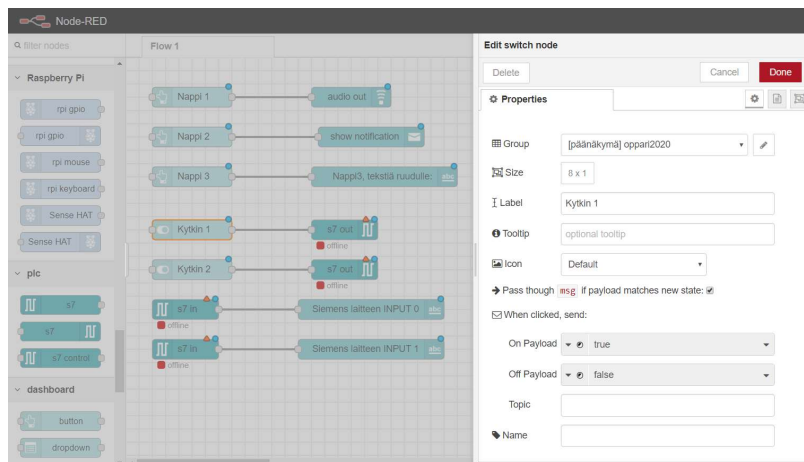 Node-RED
filter nodes
Raspberry Pi
rpi gpio
rpi gpio
rpi mouse
rpi keyboard
Sense HAT
Sense HAT
plc
s7
s7
s7 control
dashboard
button
dropdown
Flow 1
Nappi 1
audio out
Nappi 2
show notification
Nappi 3
Nappi3, tekstiä ruudulle: abc
Kytkin 1
s7 out
offline
Kytkin 2
s7 out
offline
s7 in
Siemens laitteen INPUT 0 abc
offline
s7 in
Siemens laitteen INPUT 1 abc
offline
Edit switch node
Delete Cancel Done
Properties
Group [päänäkymä] oppari2020
Size 8 x 1
Label Kytkin 1
Tooltip optional tooltip
Icon Default
Pass though msg if payload matches new state:
When clicked, send:
On Payload true
Off Payload false
Topic
Name